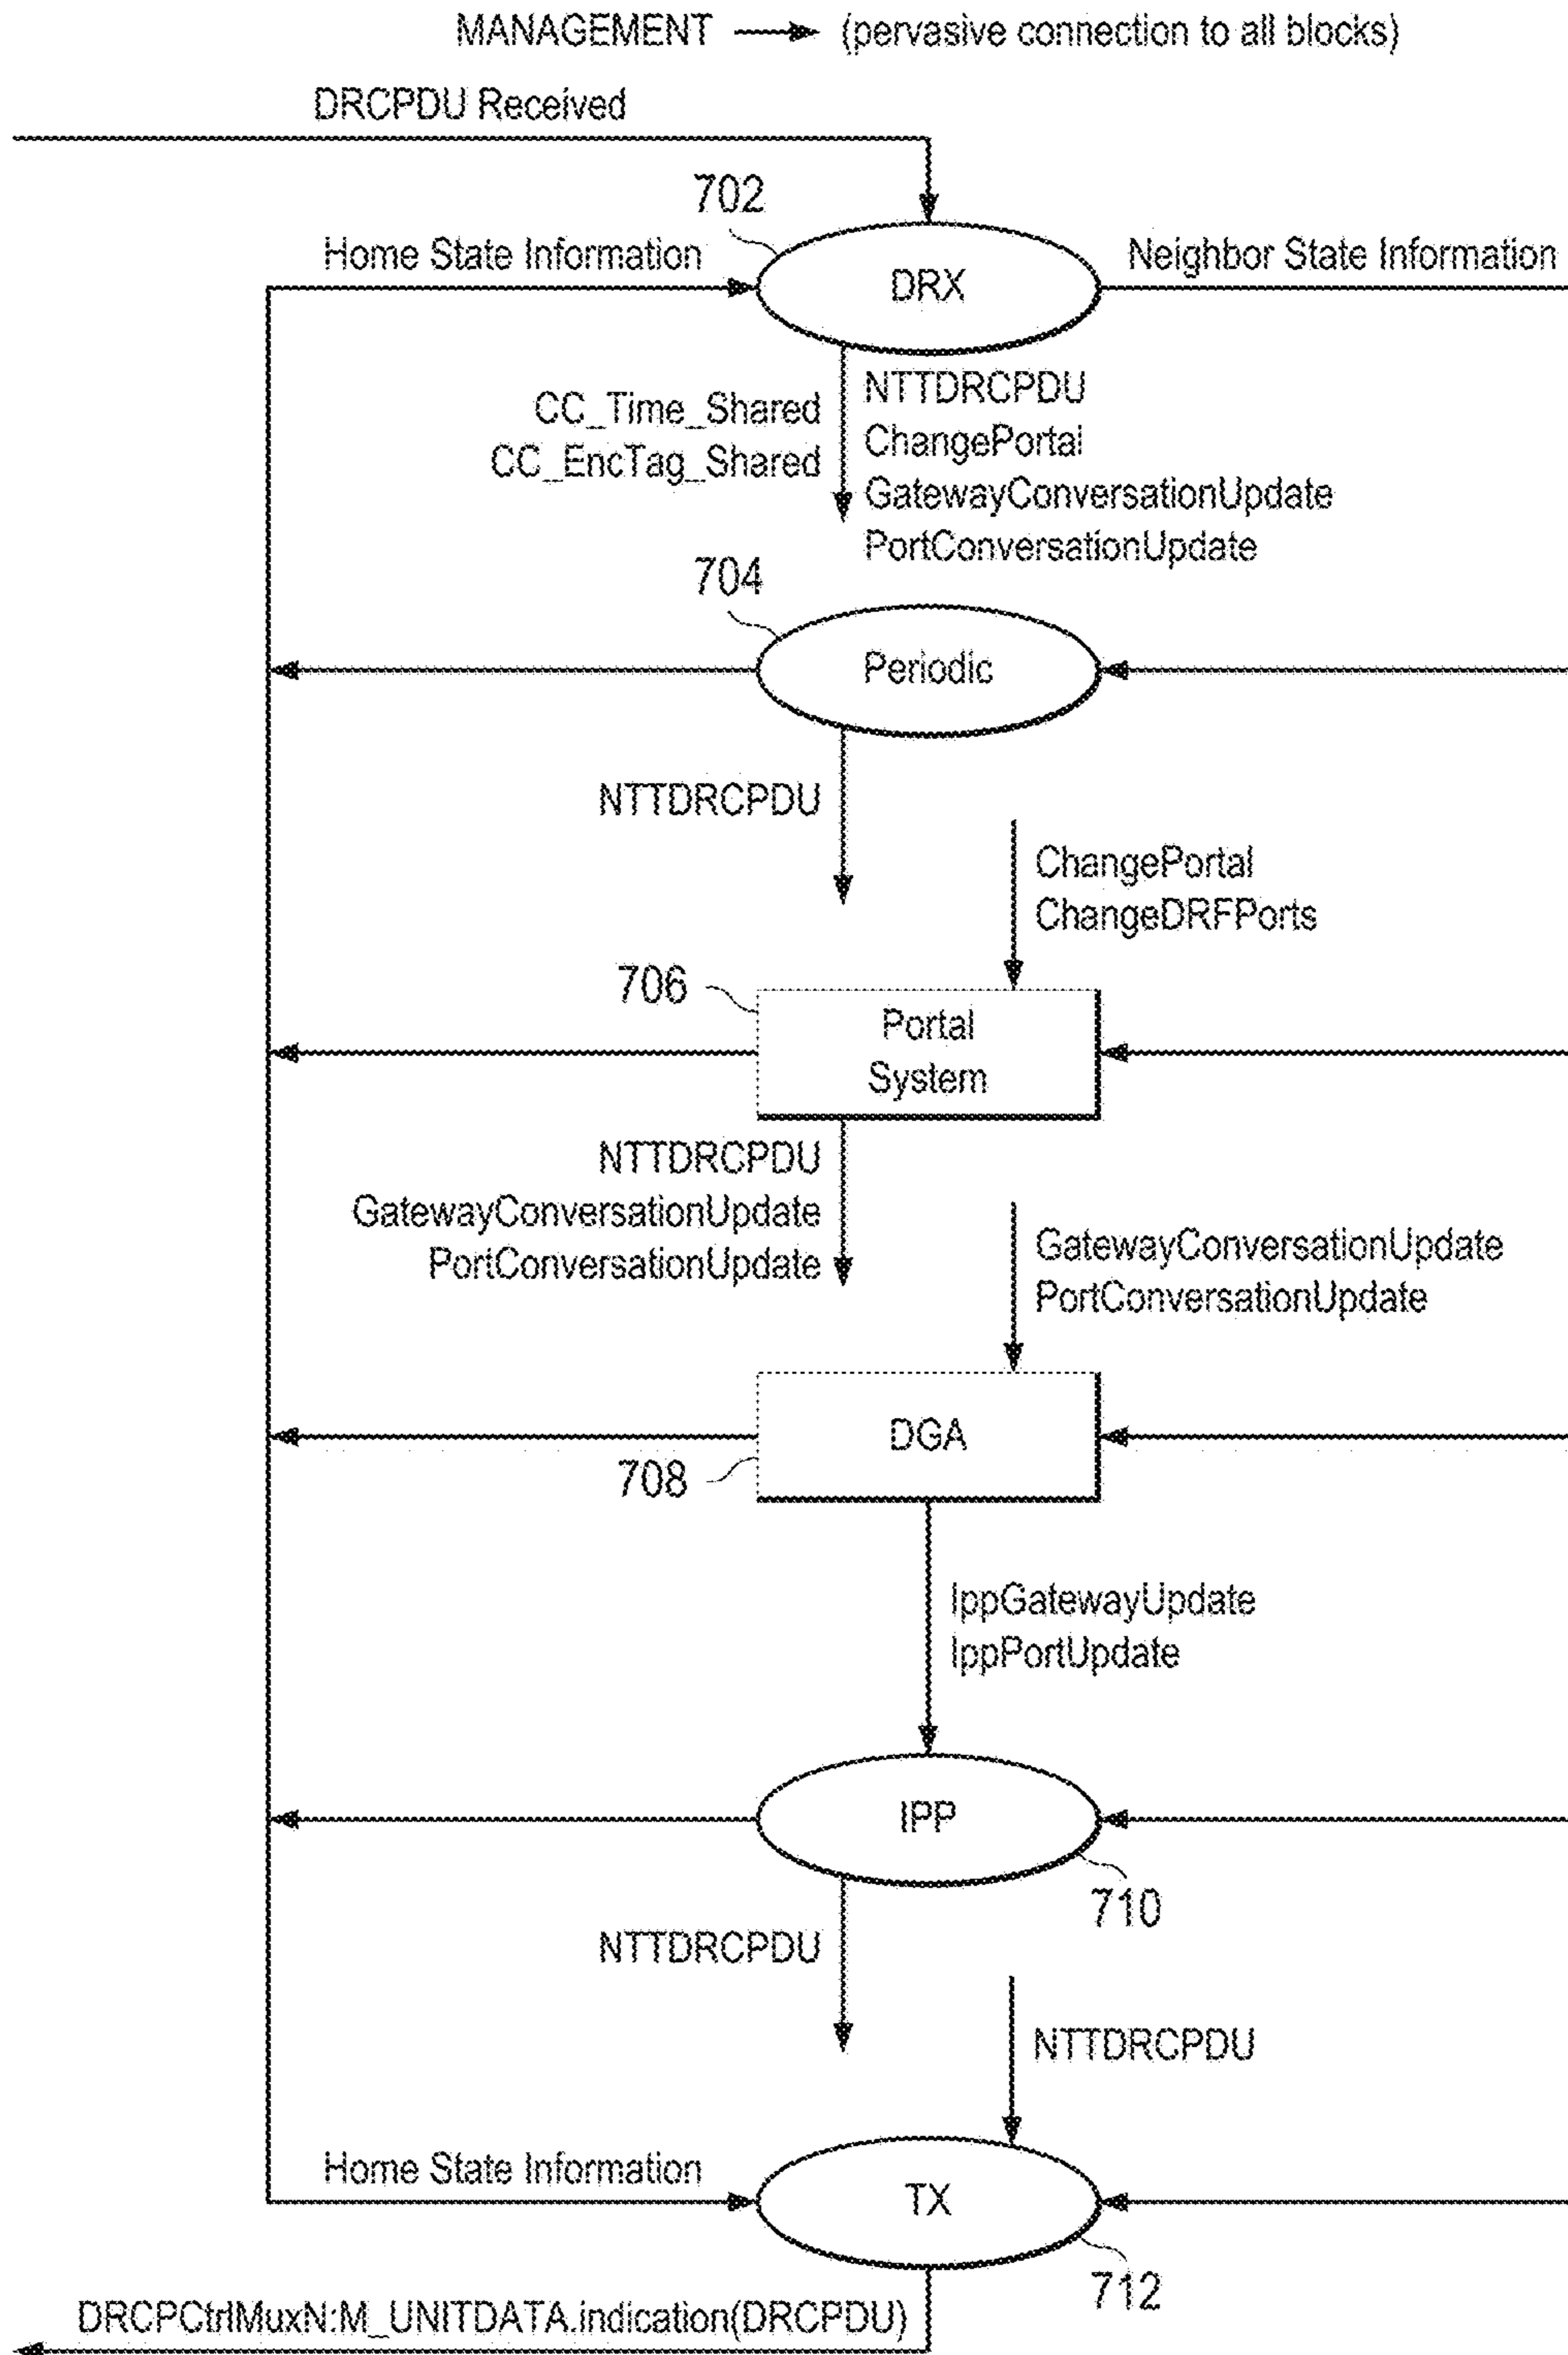 MANAGEMENT (pervasive connection to all blocks)
DRCPDU Received
702
Home State Information
DRX
Neighbor State Information
CC_Time_Shared
CC_EncTag_Shared
NTTDRCPDU
ChangePortal
GatewayConversationUpdate
PortConversationUpdate
704
Periodic
NTTDRCPDU
ChangePortal
ChangeDRFPorts
706
Portal
System
NTTDRCPDU
GatewayConversationUpdate
PortConversationUpdate
GatewayConversationUpdate
PortConversationUpdate
DGA
708
IppGatewayUpdate
IppPortUpdate
IPP
710
NTTDRCPDU
NTTDRCPDU
Home State Information
TX
712
DRCPCtrlMuxN:M_UNITDATA.indication(DRCPDU)